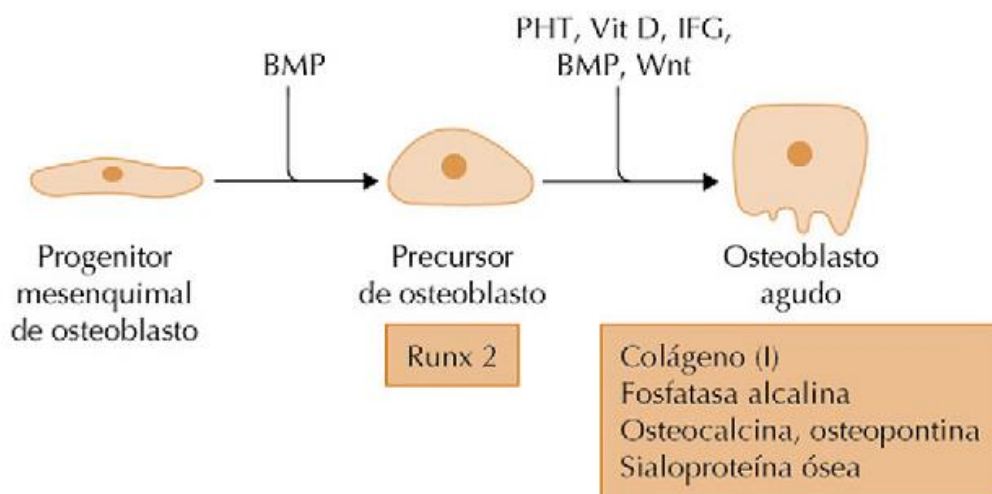 BMP
PHT, Vit D, IFG,
BMP, Wnt
Progenitor
mesenquimal
de osteoblasto
Precursor
de osteoblasto
Osteoblasto
agudo
Runx 2
Colágeno (I)
Fosfatasa alcalina
Osteocalcina, osteopontina
Sialoproteína ósea